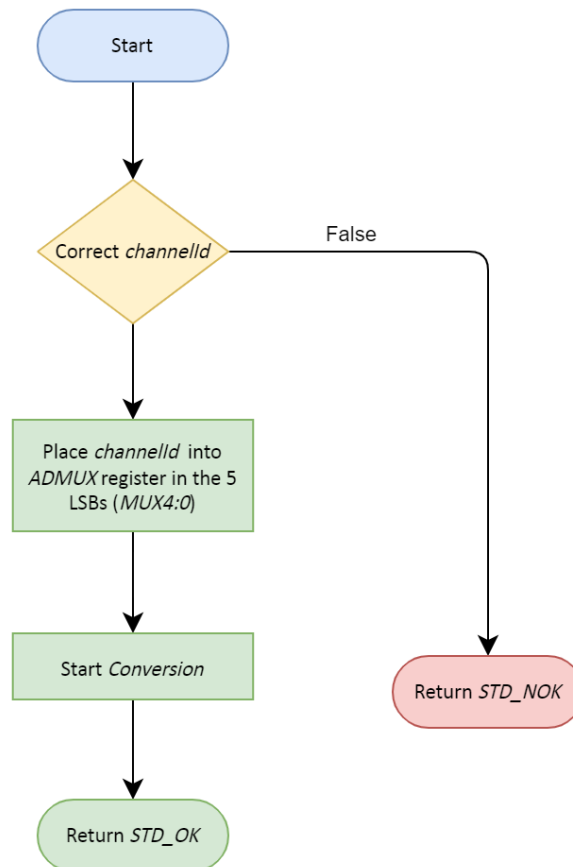 Start
Correct channelId
False
Place channelId into
ADMUX register in the 5
LSBs (MUX4:0)
Start Conversion
Return STD_NOK
Return STD_OK